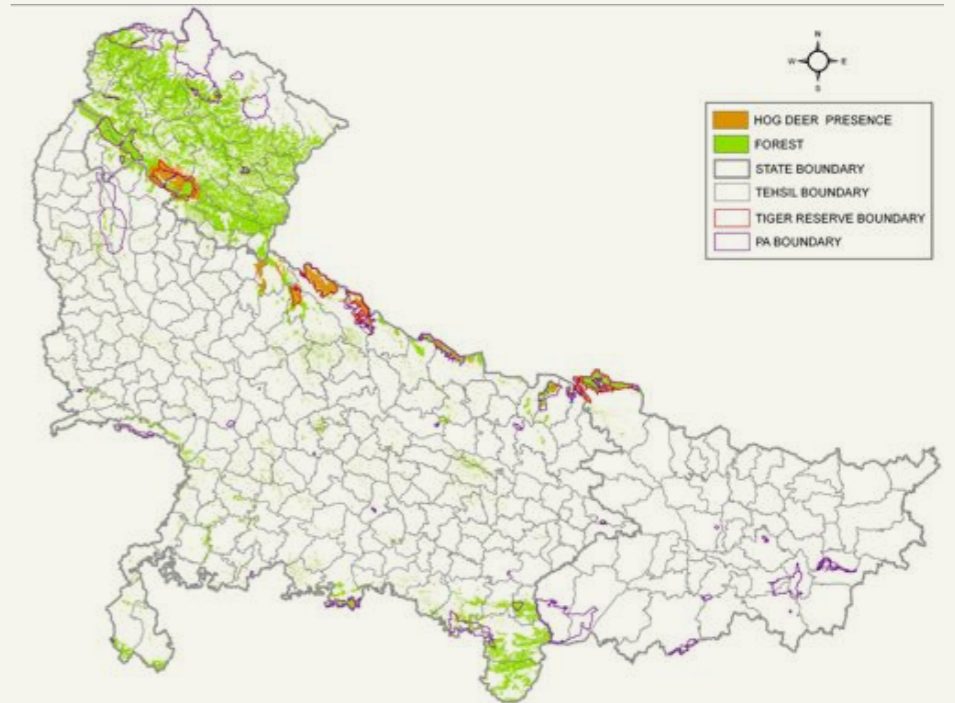 N
W E
S
HOG DEER PRESENCE
FOREST
STATE BOUNDARY
TEHSIL BOUNDARY
TIGER RESERVE BOUNDARY
PA BOUNDARY